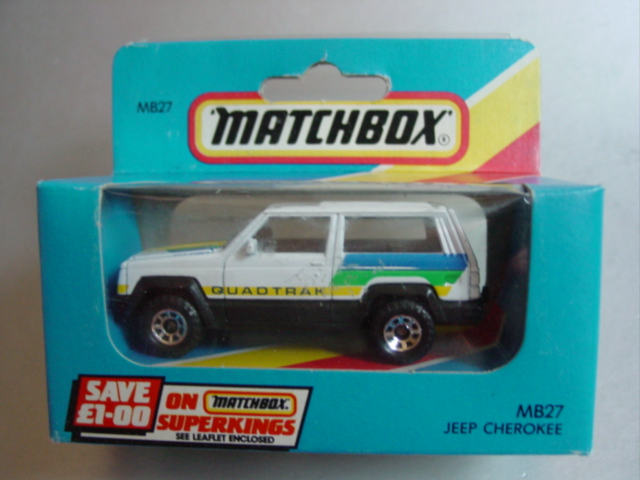 MB27
"MATCHBOX"®
QUADTRAK
SAVE
£1·00
ON "MATCHBOX"
SUPERKINGS
SEE LEAFLET ENCLOSED
MB27
JEEP CHEROKEE